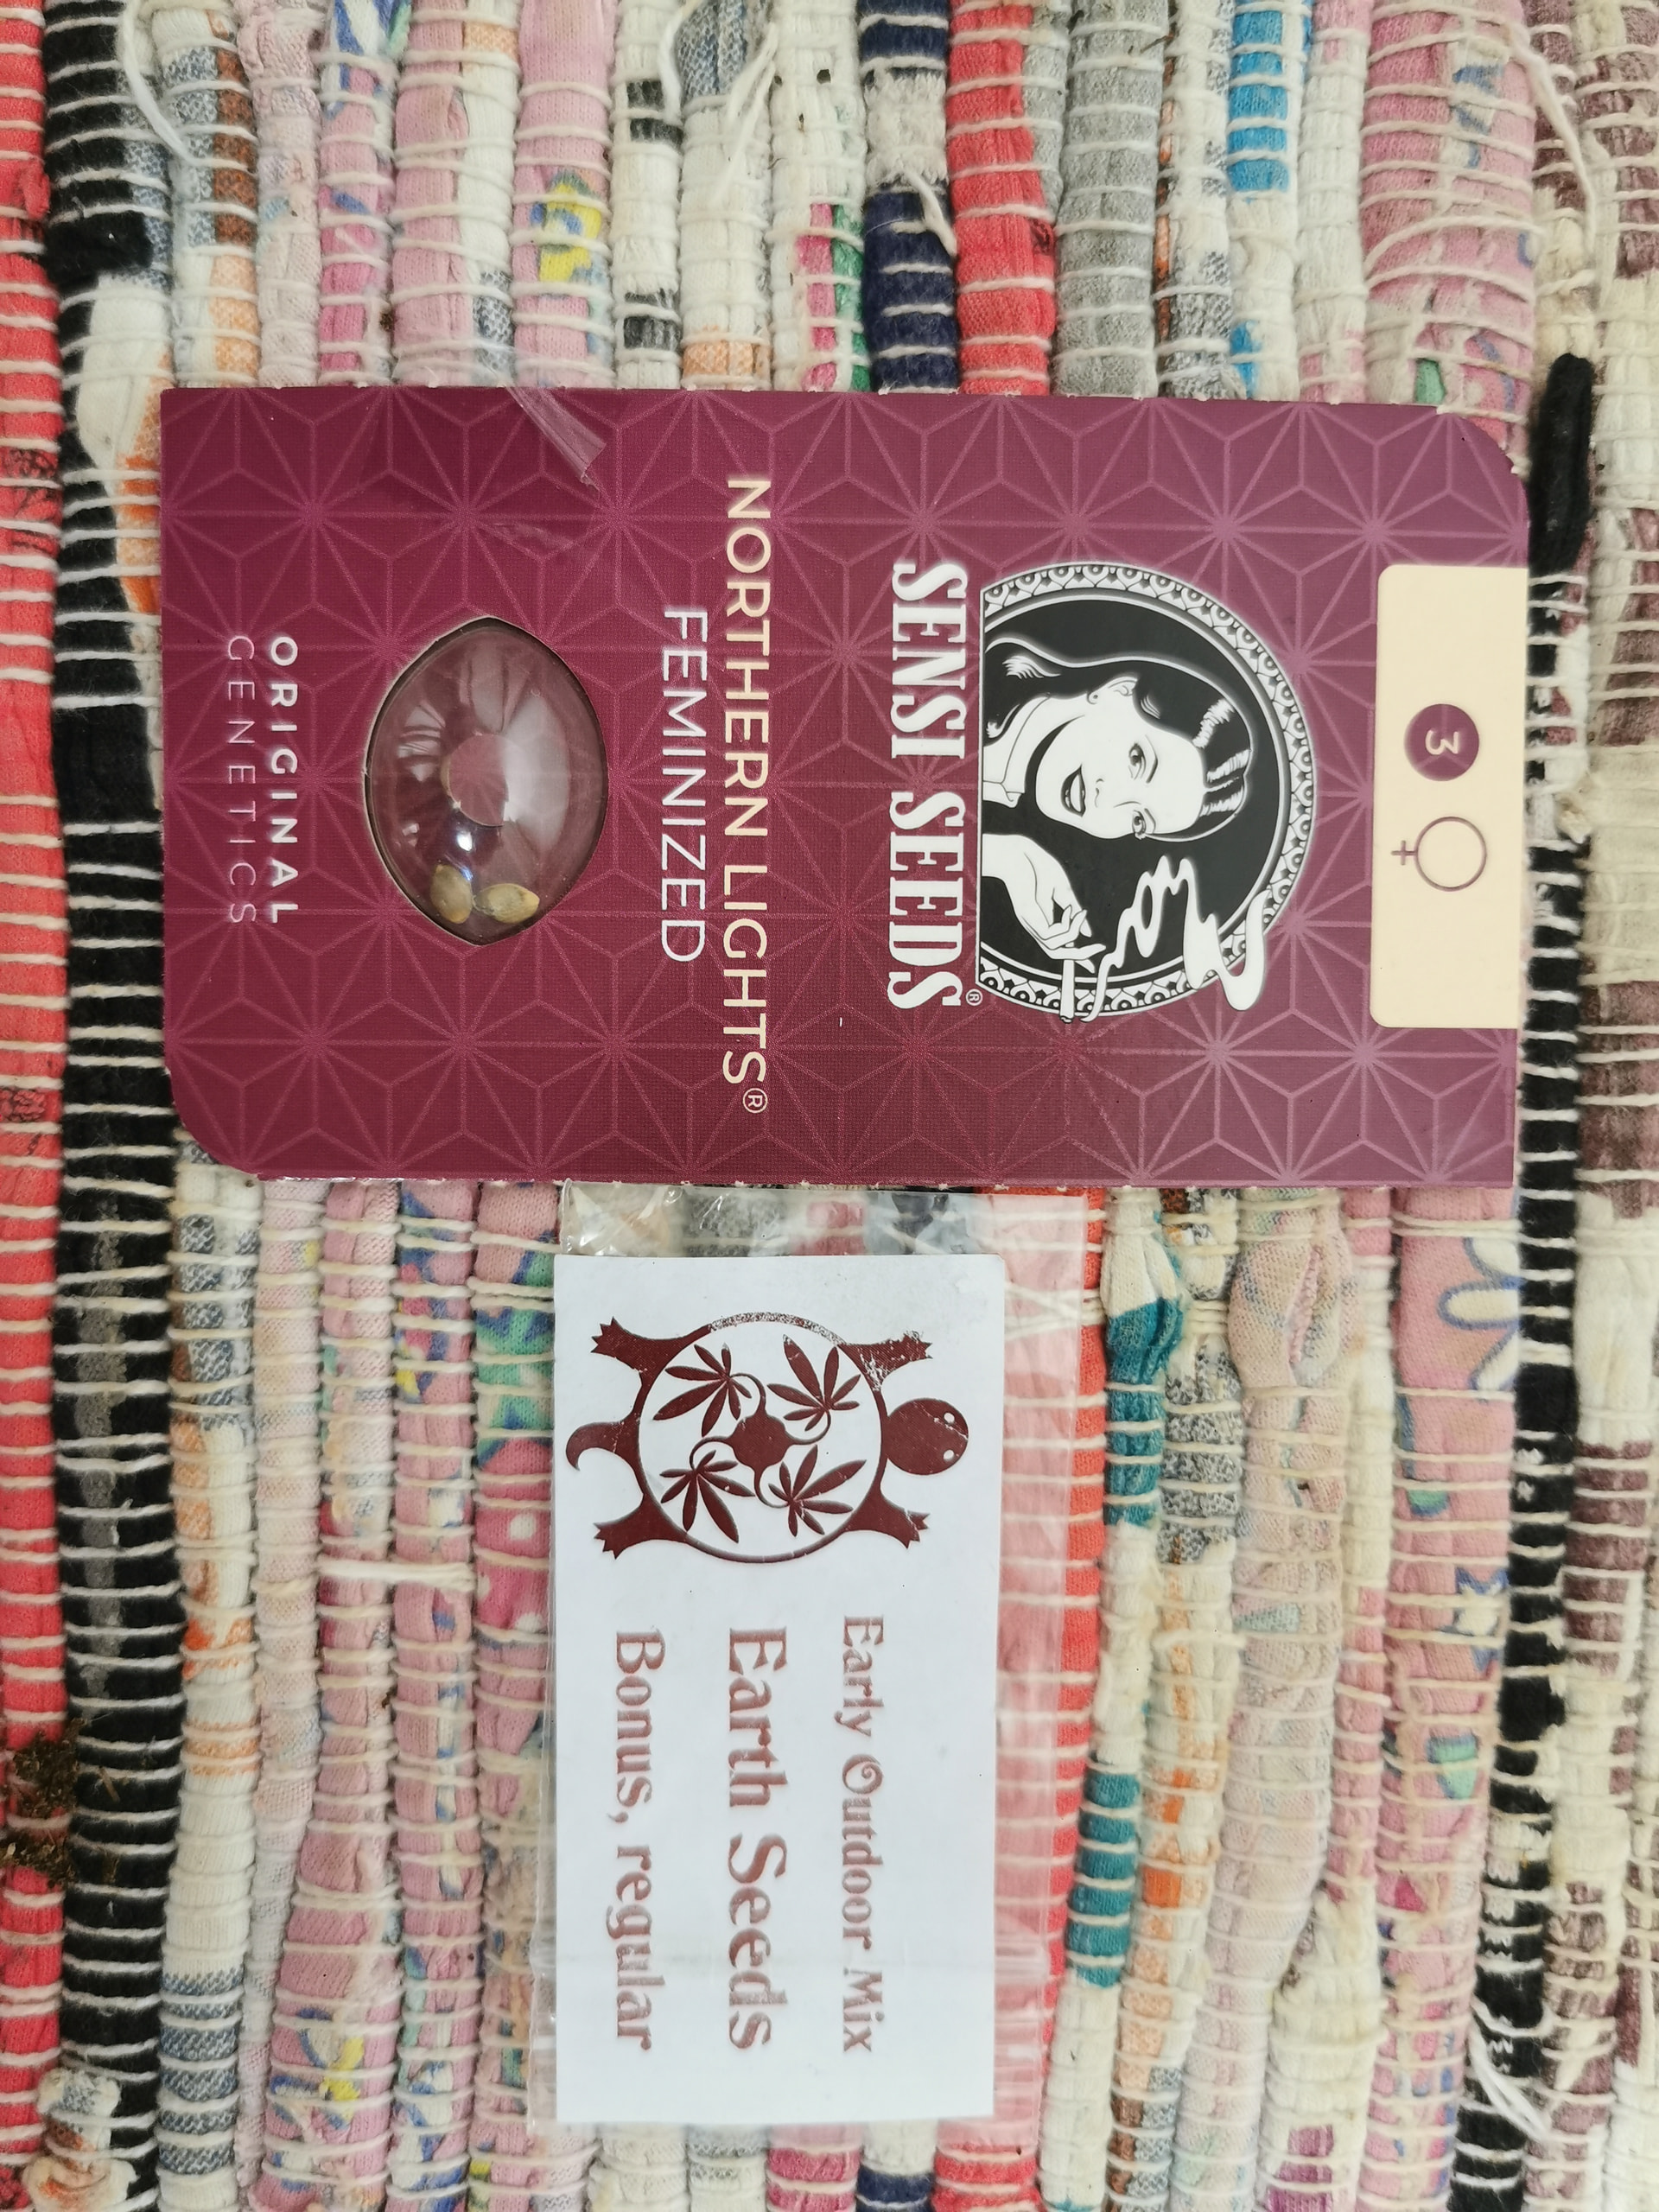 3
SENSI SEEDS®
NORTHERN LIGHTS®
FEMINIZED
ORIGINAL
GENETICS
Early Outdoor Mix
Earth Seeds
Bonus, regular